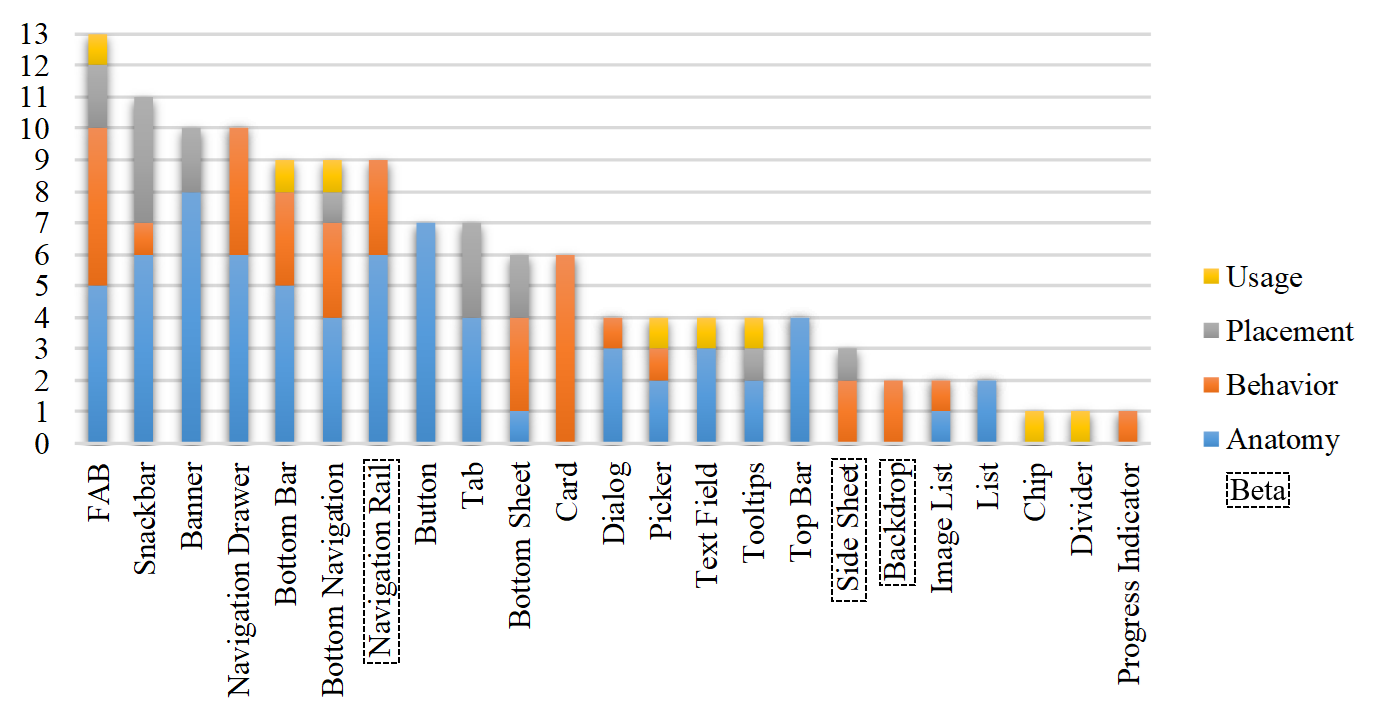 13
12
11
10
9
8
7
6
5
4
3
2
1
0
FAB
Snackbar
Banner
Navigation Drawer
Bottom Bar
Bottom Navigation
Navigation Rail
Button
Tab
Bottom Sheet
Card
Dialog
Picker
Text Field
Tooltips
Top Bar
Side Sheet
Backdrop
Image List
List
Chip
Divider
Progress Indicator
Usage
Placement
Behavior
Anatomy
Beta